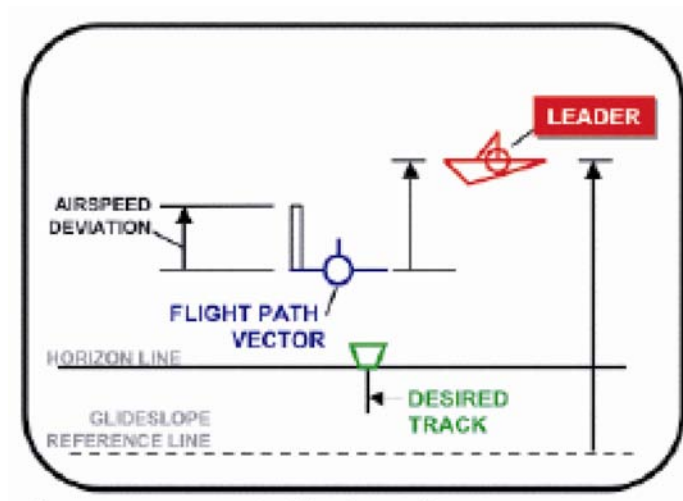 LEADER
AIRSPEED
DEVIATION
FLIGHT PATH
VECTOR
HORIZON LINE
DESIRED
TRACK
GLIDESLOPE
REFERENCE LINE